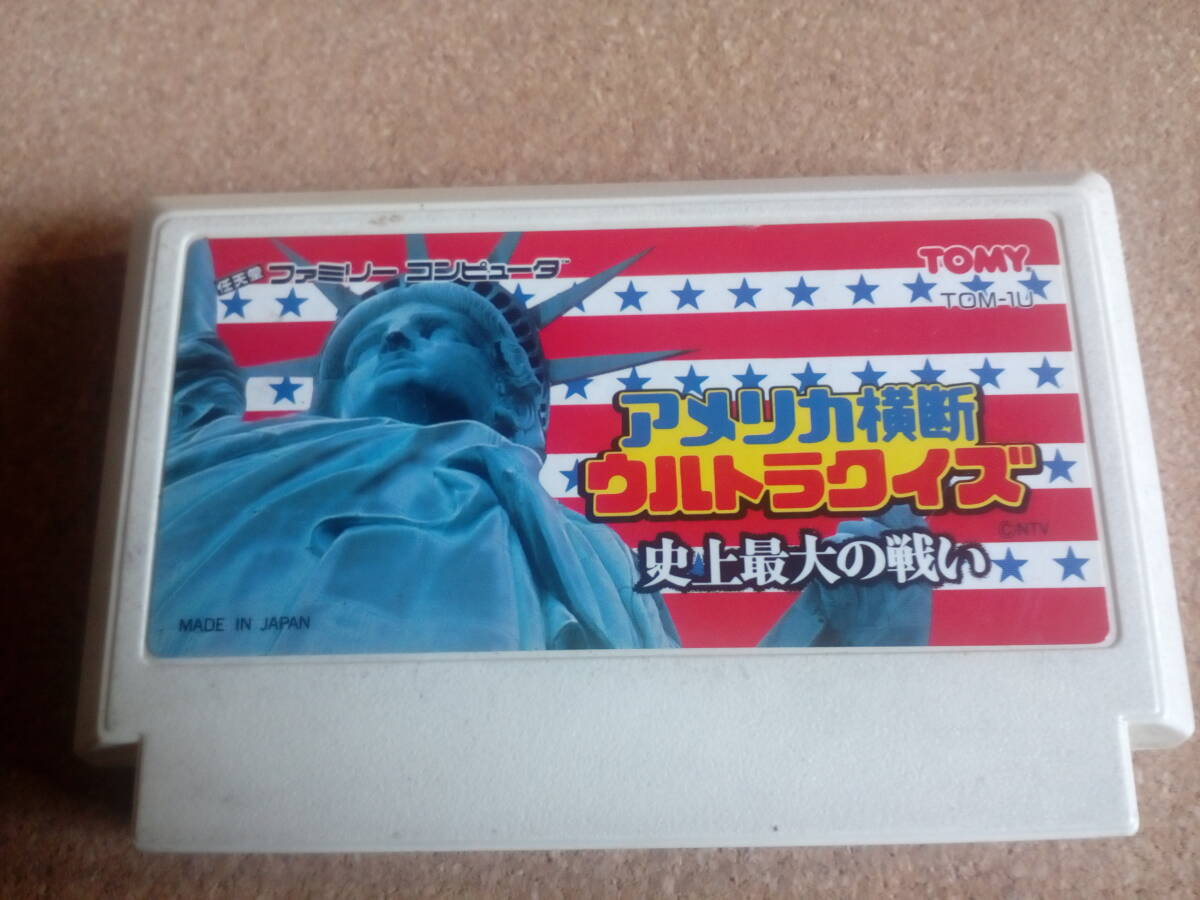 任天堂 ファミリー コンピュータ™
TOMY
TOM-1U
アメリカ横断
ウルトラクイズ
©NTV
史上最大の戦い
MADE IN JAPAN